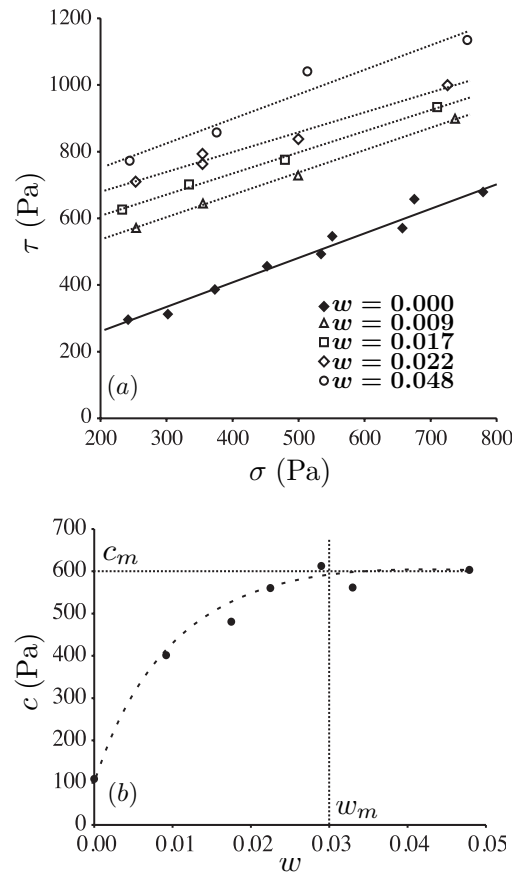 1200
1000
800
600
400
200
0
τ (Pa)
w = 0.000
w = 0.009
w = 0.017
w = 0.022
w = 0.048
(a)
200 300 400 500 600 700 800
σ (Pa)
700
600
500
400
300
200
100
0
c (Pa)
c_m
(b)
w_m
0.00 0.01 0.02 0.03 0.04 0.05
w